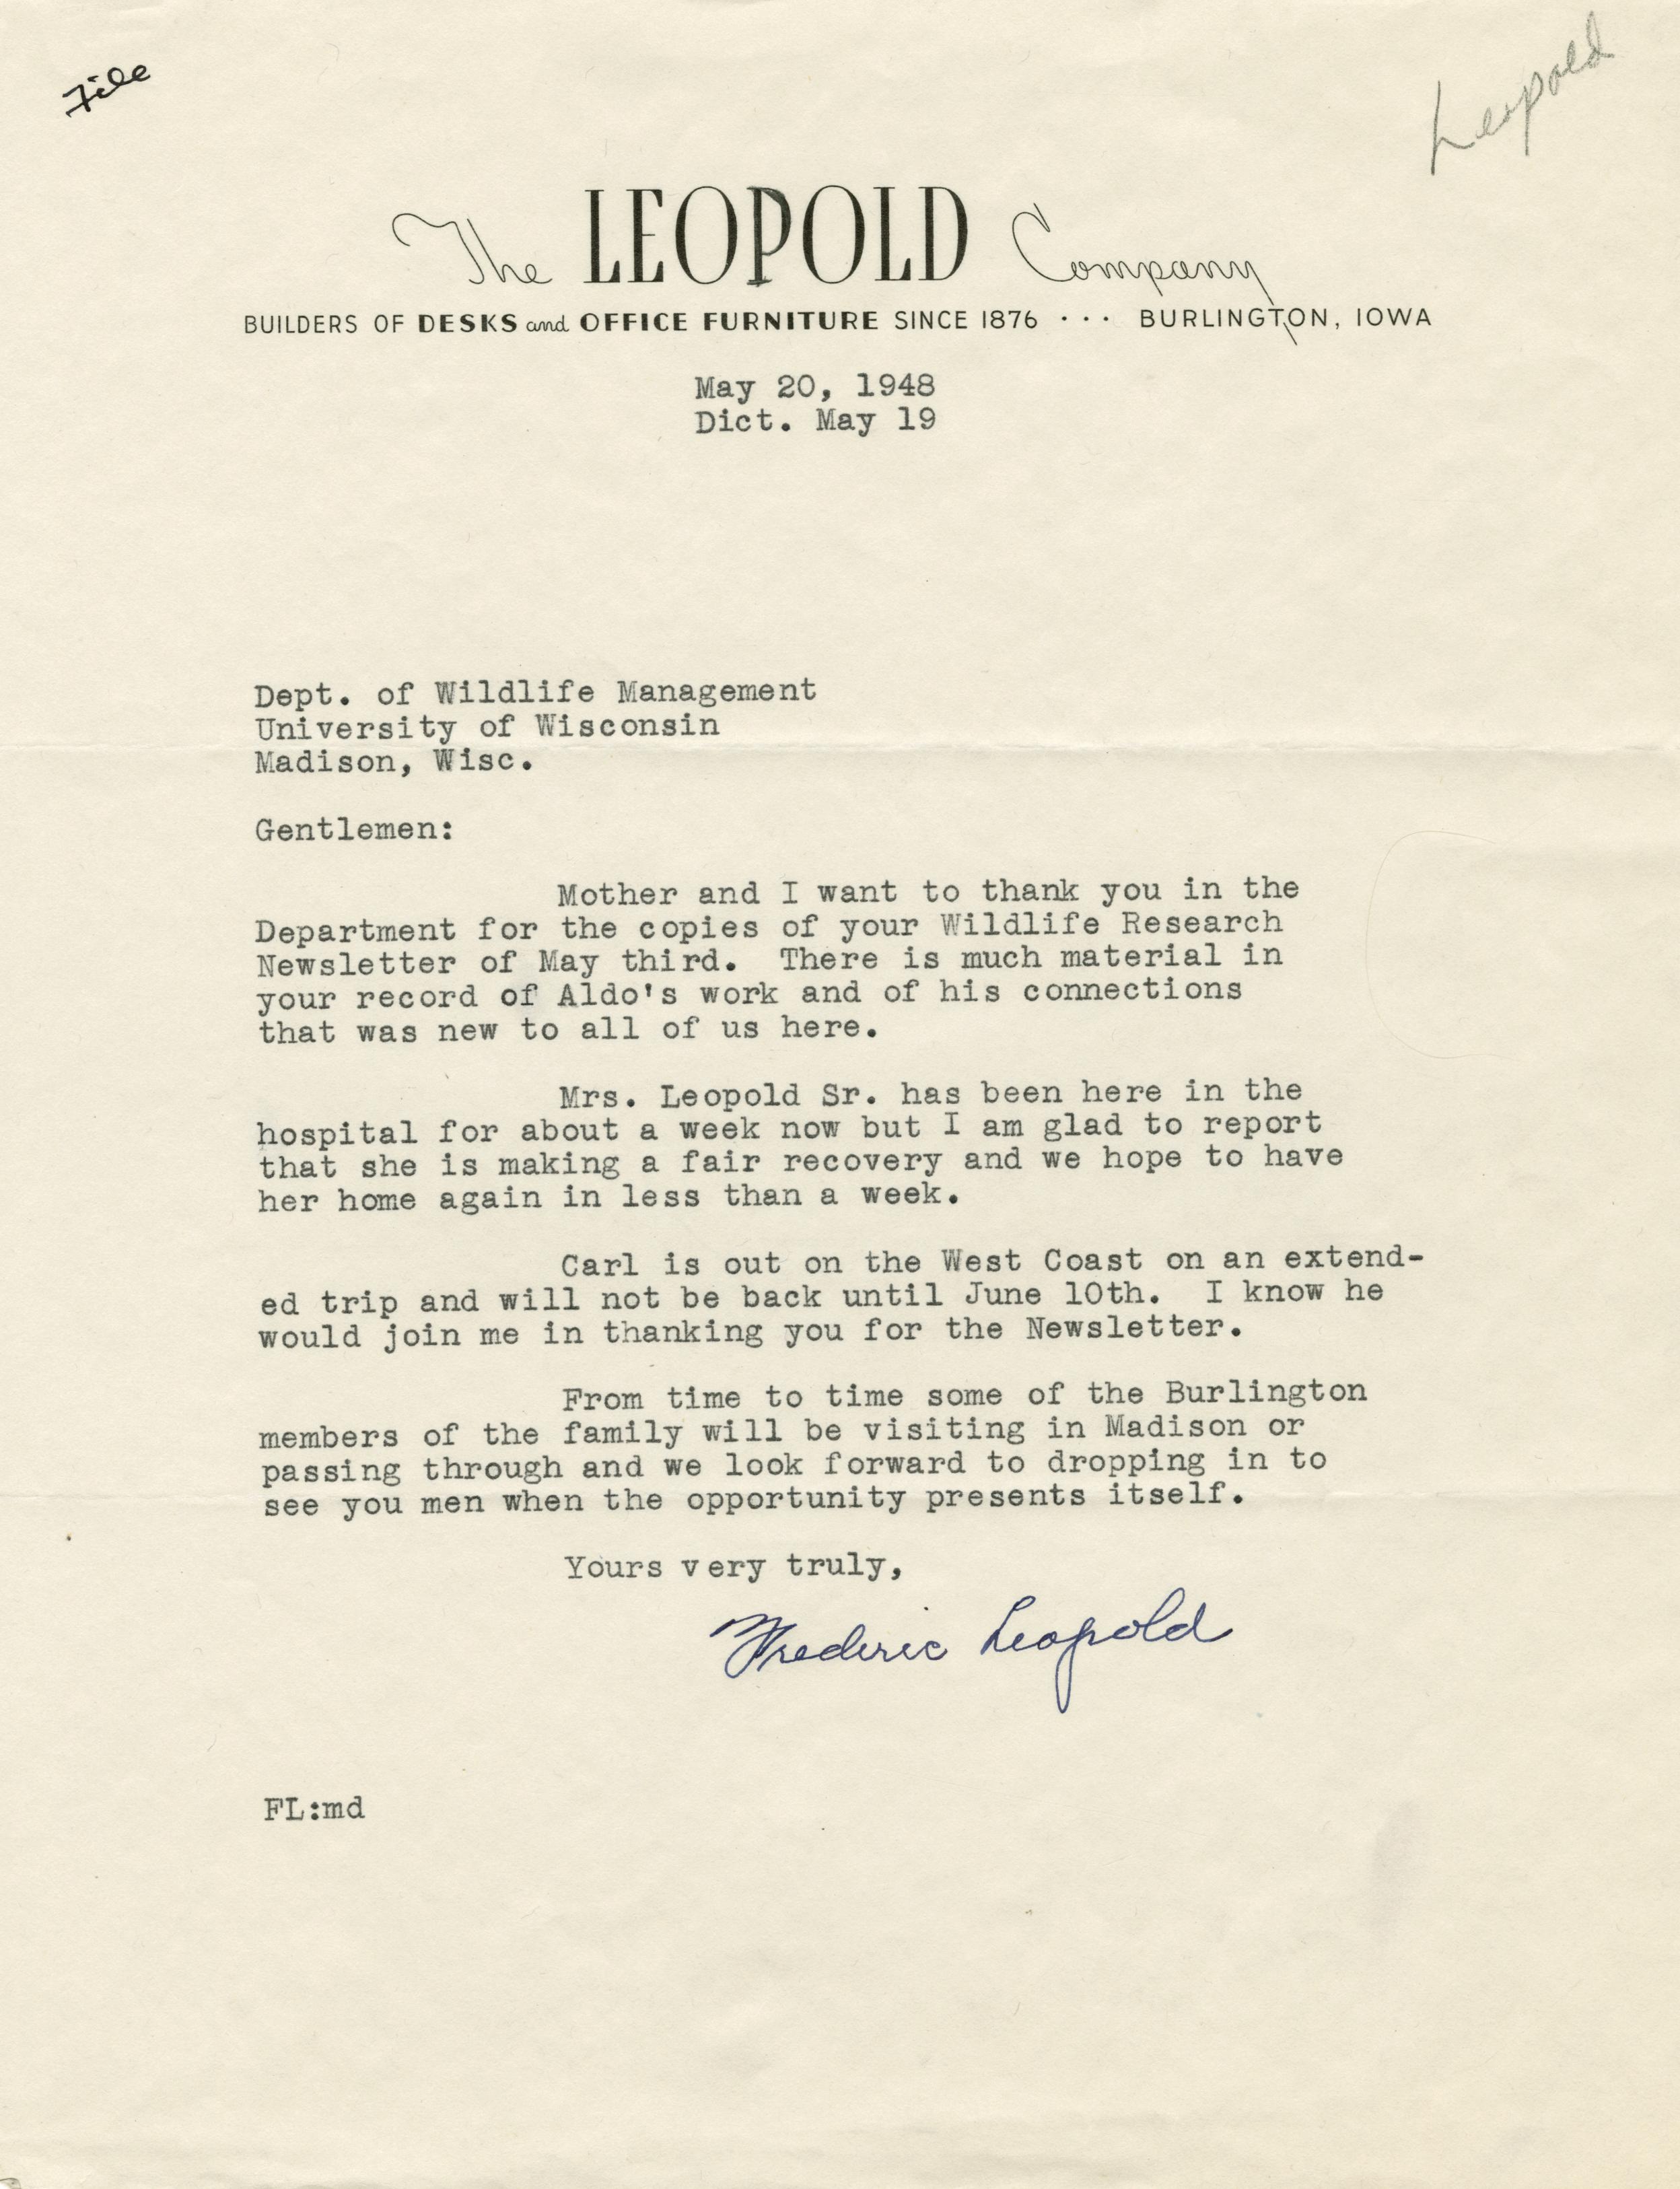 File
Leopold
The LEOPOLD Company
BUILDERS OF DESKS and OFFICE FURNITURE SINCE 1876 ··· BURLINGTON, IOWA
May 20, 1948
Dict. May 19
Dept. of Wildlife Management
University of Wisconsin
Madison, Wisc.
Gentlemen:
Mother and I want to thank you in the
Department for the copies of your Wildlife Research
Newsletter of May third. There is much material in
your record of Aldo's work and of his connections
that was new to all of us here.
Mrs. Leopold Sr. has been here in the
hospital for about a week now but I am glad to report
that she is making a fair recovery and we hope to have
her home again in less than a week.
Carl is out on the West Coast on an extend-
ed trip and will not be back until June 10th. I know he
would join me in thanking you for the Newsletter.
From time to time some of the Burlington
members of the family will be visiting in Madison or
passing through and we look forward to dropping in to
see you men when the opportunity presents itself.
Yours very truly,
Frederic Leopold
FL:md